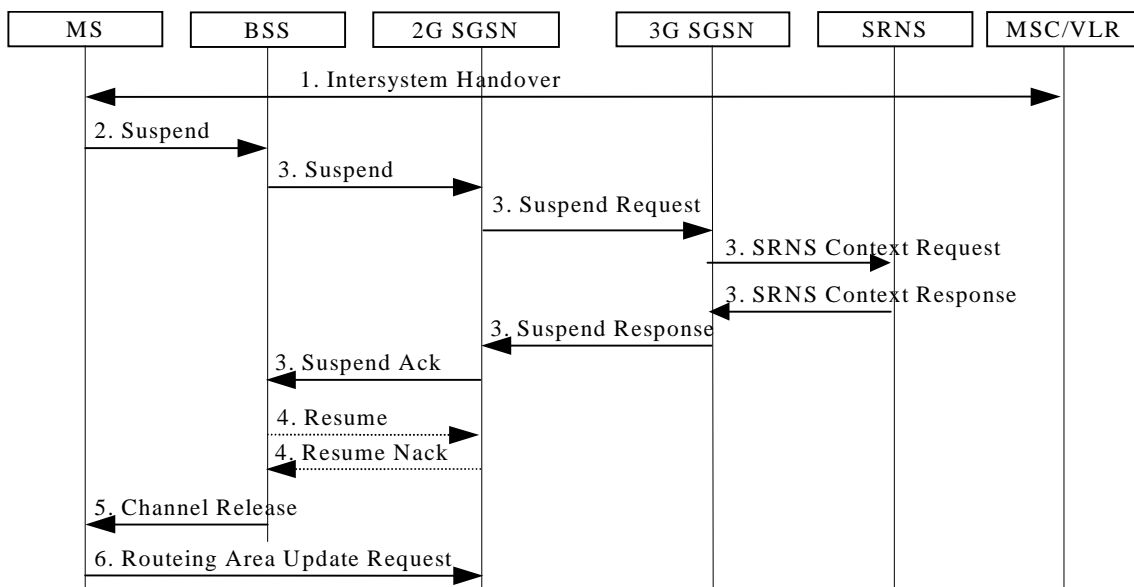 MS BSS 2G SGSN 3G SGSN SRNS MSC/VLR
1. Intersystem Handover
2. Suspend
3. Suspend
3. Suspend Request
3. SRNS Context Request
3. SRNS Context Response
3. Suspend Response
3. Suspend Ack
4. Resume
4. Resume Nack
5. Channel Release
6. Routeing Area Update Request